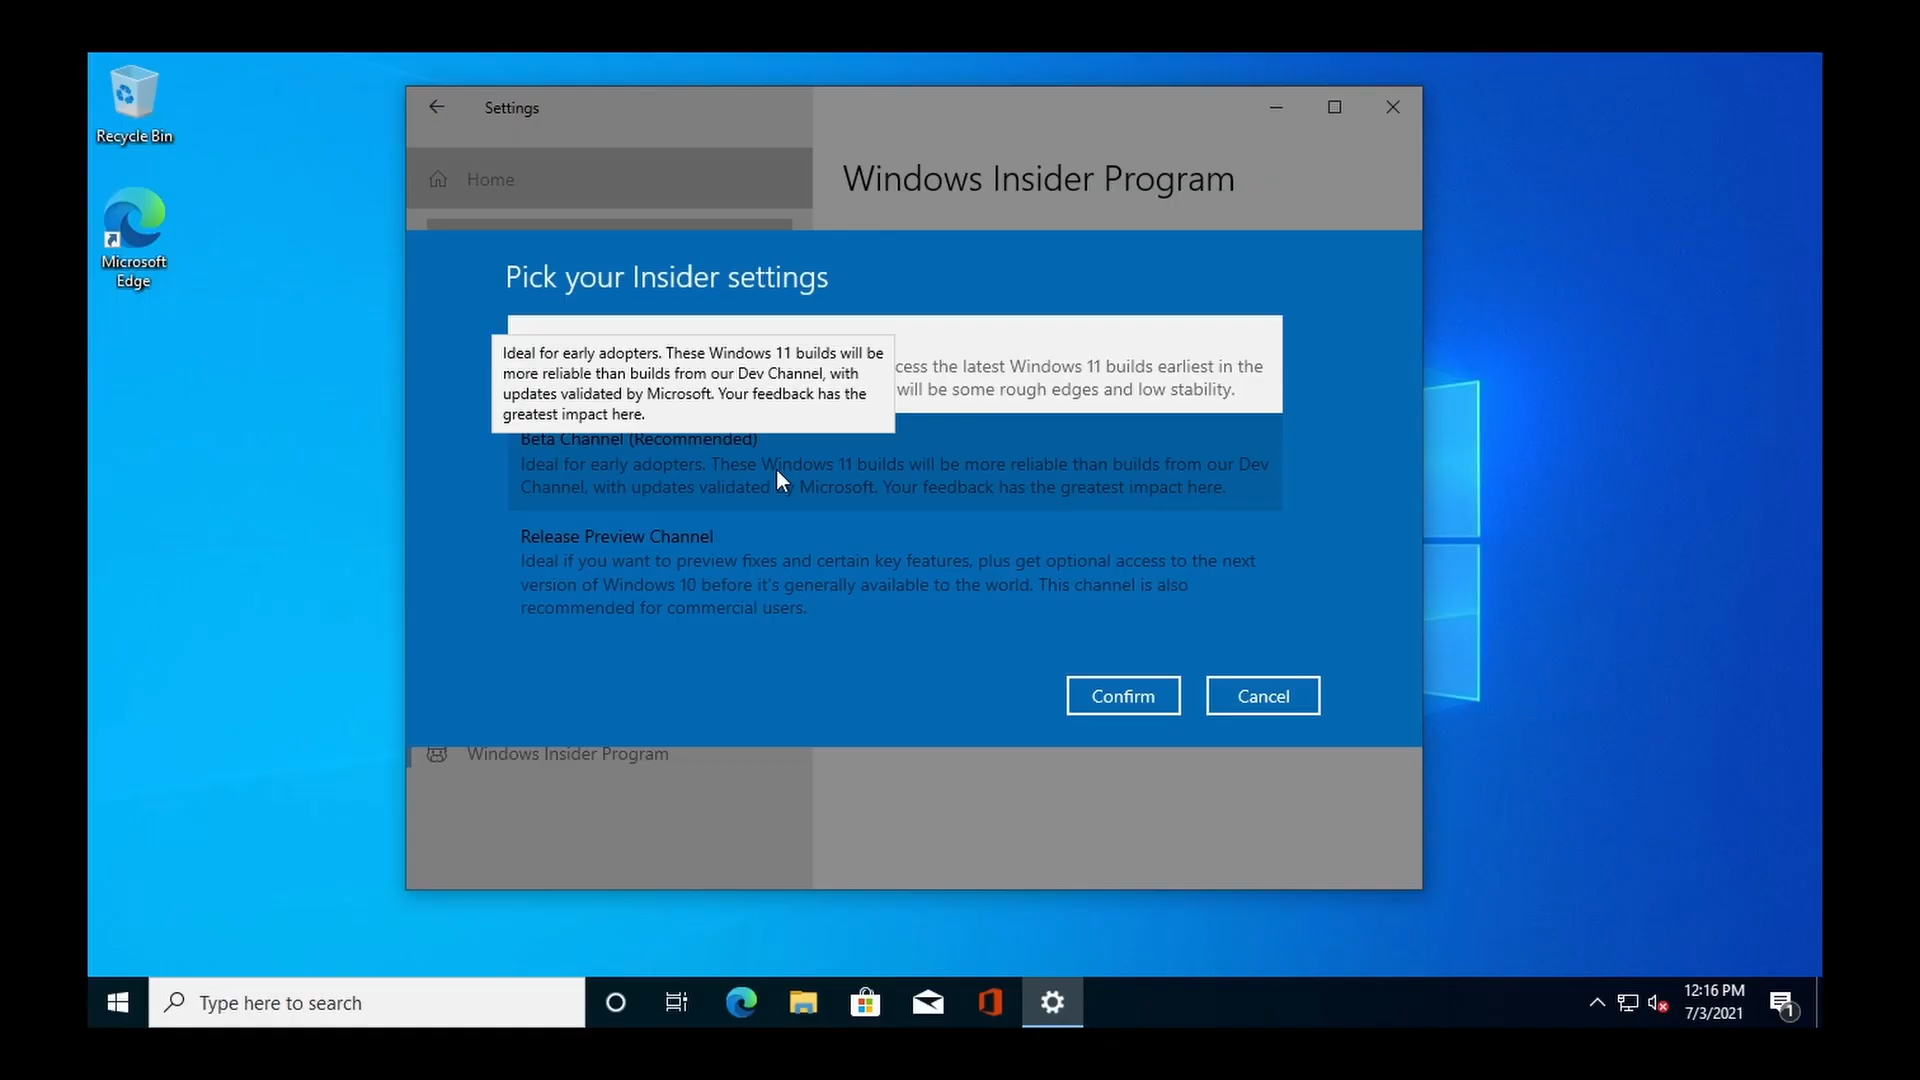 Recycle Bin
Microsoft
Edge
Settings
Home
Windows Insider Program
Pick your Insider settings
Ideal for early adopters. These Windows 11 builds will be
more reliable than builds from our Dev Channel, with
updates validated by Microsoft. Your feedback has the
greatest impact here.
cess the latest Windows 11 builds earliest in the
will be some rough edges and low stability.
Beta Channel (Recommended)
Ideal for early adopters. These Windows 11 builds will be more reliable than builds from our Dev
Channel, with updates validated by Microsoft. Your feedback has the greatest impact here.
Release Preview Channel
Ideal if you want to preview fixes and certain key features, plus get optional access to the next
version of Windows 10 before it's generally available to the world. This channel is also
recommended for commercial users.
Confirm
Cancel
Windows Insider Program
Type here to search
12:16 PM
7/3/2021
1